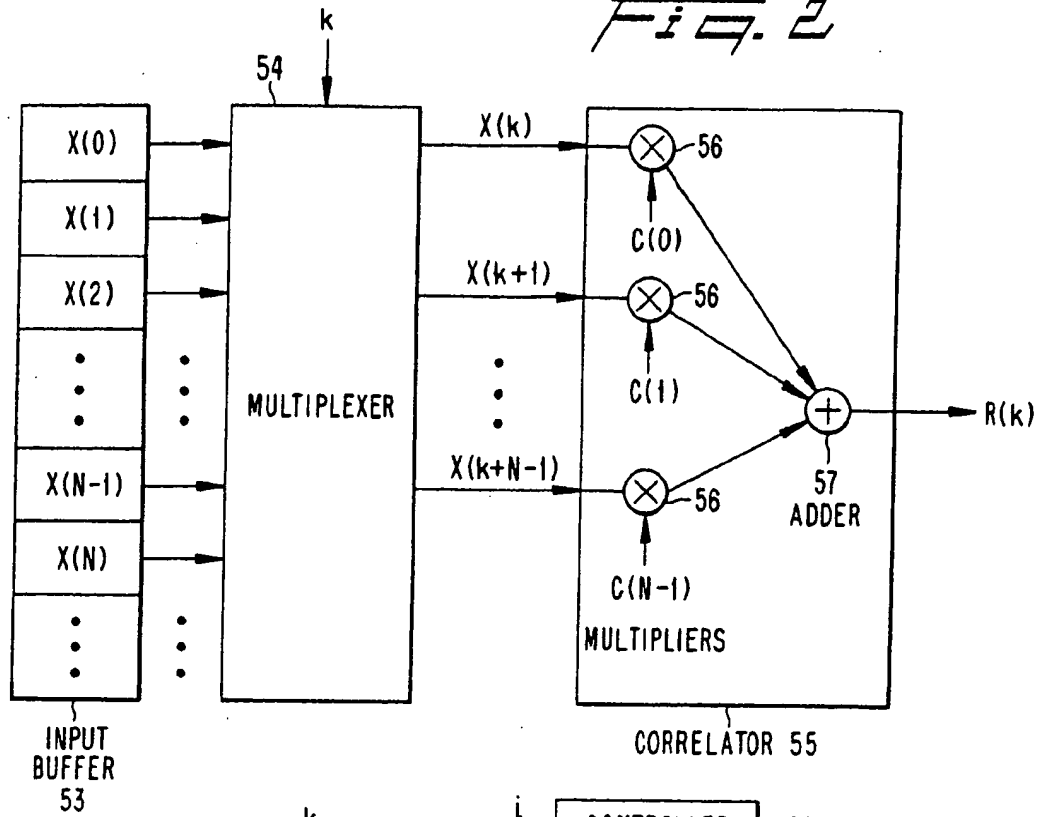 Fig. 2
k
54
X(0)
X(1)
X(2)
X(N-1)
X(N)
INPUT
BUFFER
53
MULTIPLEXER
X(k)
X(k+1)
X(k+N-1)
56
C(0)
56
C(1)
56
C(N-1)
MULTIPLIERS
57
ADDER
R(k)
CORRELATOR 55
k
i